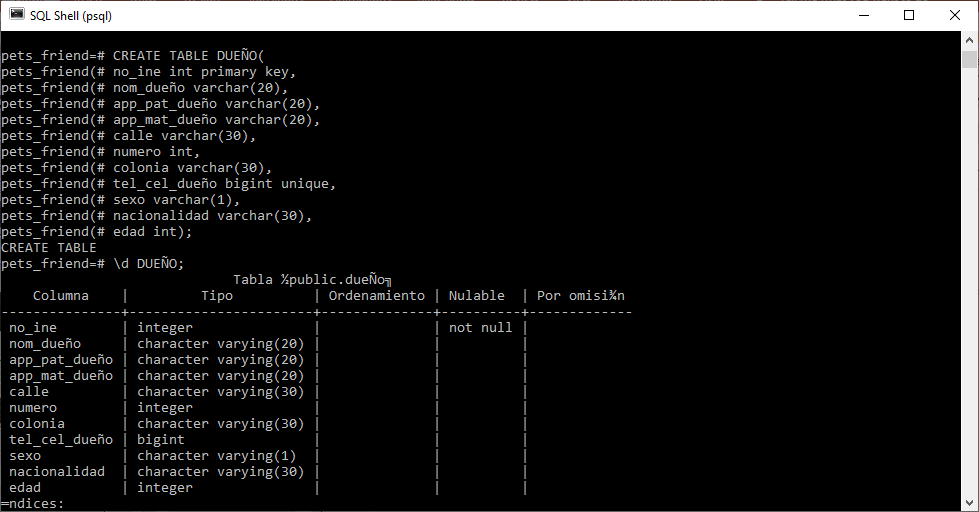 SQL Shell (psql)
pets_friend=# CREATE TABLE DUEÑO(
pets_friend(# no_ine int primary key,
pets_friend(# nom_dueño varchar(20),
pets_friend(# app_pat_dueño varchar(20),
pets_friend(# app_mat_dueño varchar(20),
pets_friend(# calle varchar(30),
pets_friend(# numero int,
pets_friend(# colonia varchar(30),
pets_friend(# tel_cel_dueño bigint unique,
pets_friend(# sexo varchar(1),
pets_friend(# nacionalidad varchar(30),
pets_friend(# edad int);
CREATE TABLE
pets_friend=# \d DUEÑO;
Tabla ½public.dueÑo╗
Columna | Tipo | Ordenamiento | Nulable | Por omisi¾n
---------------+-----------------------+--------------+----------+-------------
no_ine | integer | | not null |
nom_dueño | character varying(20) | | |
app_pat_dueño | character varying(20) | | |
app_mat_dueño | character varying(20) | | |
calle | character varying(30) | | |
numero | integer | | |
colonia | character varying(30) | | |
tel_cel_dueño | bigint | | |
sexo | character varying(1) | | |
nacionalidad | character varying(30) | | |
edad | integer | | |
═ndices: